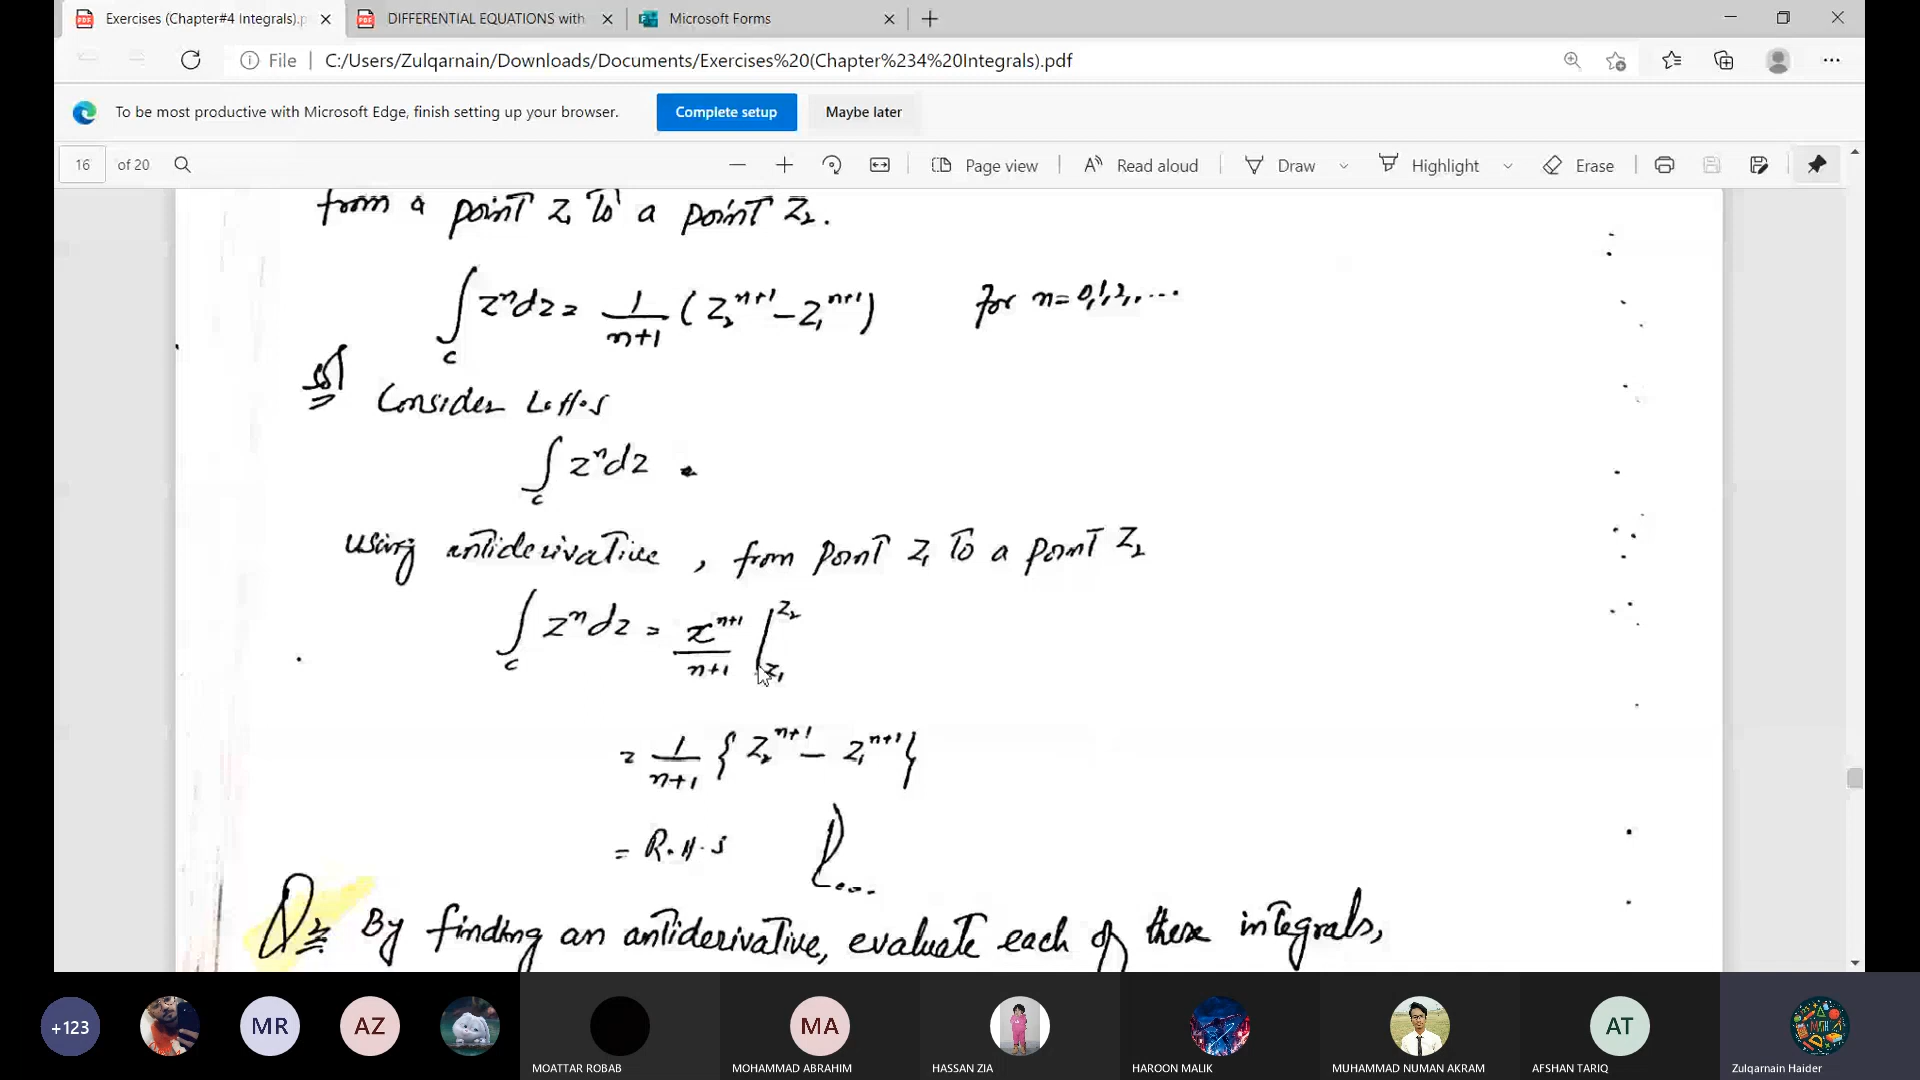 Exercises (Chapter#4 Integrals).p
DIFFERENTIAL EQUATIONS with
Microsoft Forms
File
C:/Users/Zulqarnain/Downloads/Documents/Exercises%20(Chapter%234%20Integrals).pdf
To be most productive with Microsoft Edge, finish setting up your browser.
Complete setup
Maybe later
16 of 20
Page view
Read aloud
Draw
Highlight
Erase
from a point Z₁ To a point Z₂.
∫_C Zⁿdz = 1/(n+1) (Z₂ⁿ⁺¹ − Z₁ⁿ⁺¹) for n=0,1,2,....
Sol
Consider L.H.S
∫_C Zⁿdz
using antiderivative, from point Z₁ To a point Z₂
∫_C Zⁿdz = zⁿ⁺¹/(n+1) |_{Z₁}^{Z₂}
= 1/(n+1) { Z₂ⁿ⁺¹ − Z₁ⁿ⁺¹}
= R.H.S
Q2 By finding an antiderivative, evaluate each of these integrals,
+123
MR
AZ
MA
AT
MOATTAR ROBAB
MOHAMMAD ABRAHIM
HASSAN ZIA
HAROON MALIK
MUHAMMAD NUMAN AKRAM
AFSHAN TARIQ
Zulqarnain Haider